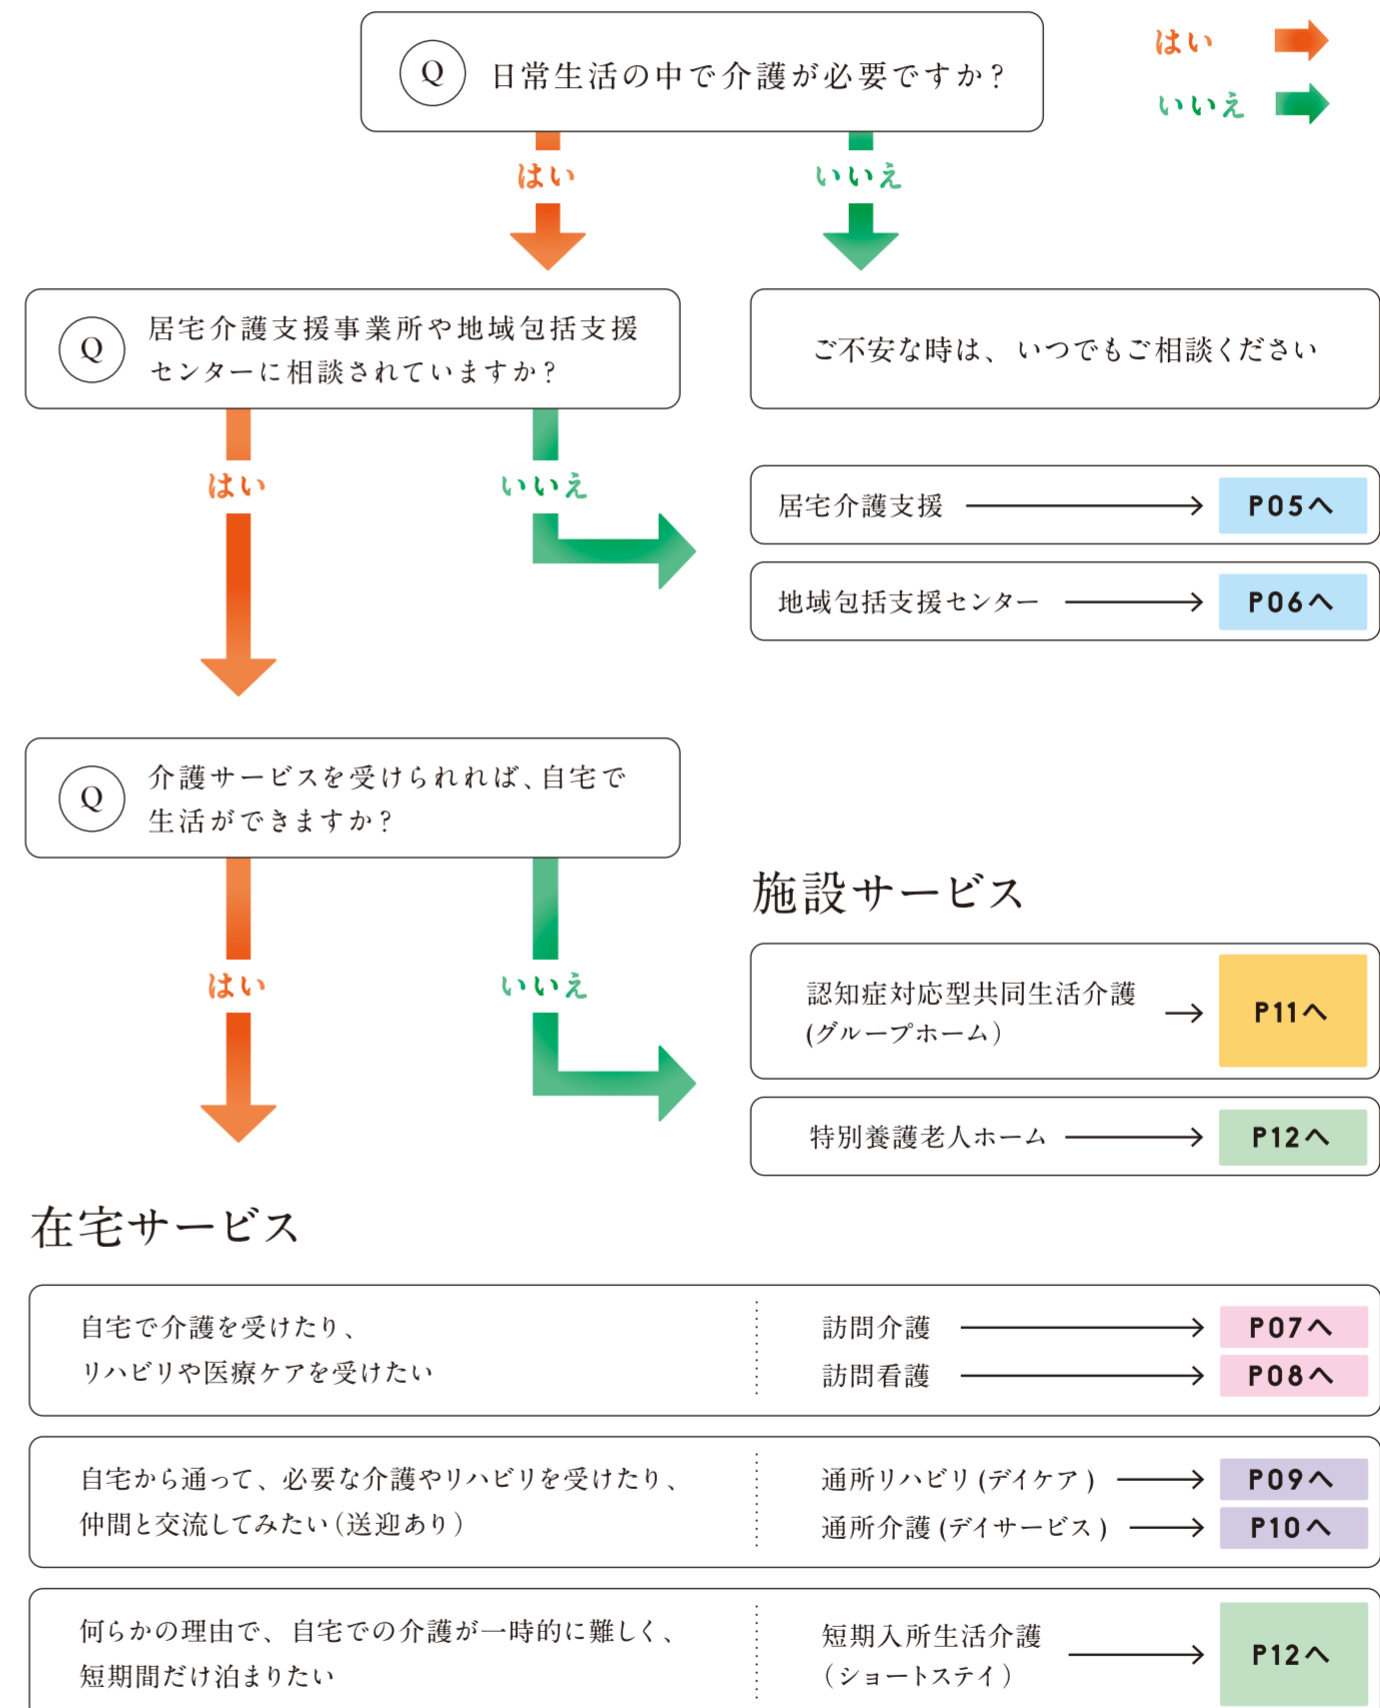 Q 日常生活の中で介護が必要ですか？
はい
いいえ
はい
いいえ
Q 居宅介護支援事業所や地域包括支援
センターに相談されていますか？
ご不安な時は、いつでもご相談ください
はい
いいえ
居宅介護支援 P05へ
地域包括支援センター P06へ
Q 介護サービスを受けられれば、自宅で
生活ができますか？
はい
いいえ
施設サービス
認知症対応型共同生活介護
(グループホーム) P11へ
特別養護老人ホーム P12へ
在宅サービス
自宅で介護を受けたり、
リハビリや医療ケアを受けたい
訪問介護 P07へ
訪問看護 P08へ
自宅から通って、必要な介護やリハビリを受けたり、
仲間と交流してみたい（送迎あり）
通所リハビリ(デイケア) P09へ
通所介護(デイサービス) P10へ
何らかの理由で、自宅での介護が一時的に難しく、
短期間だけ泊まりたい
短期入所生活介護
（ショートステイ） P12へ